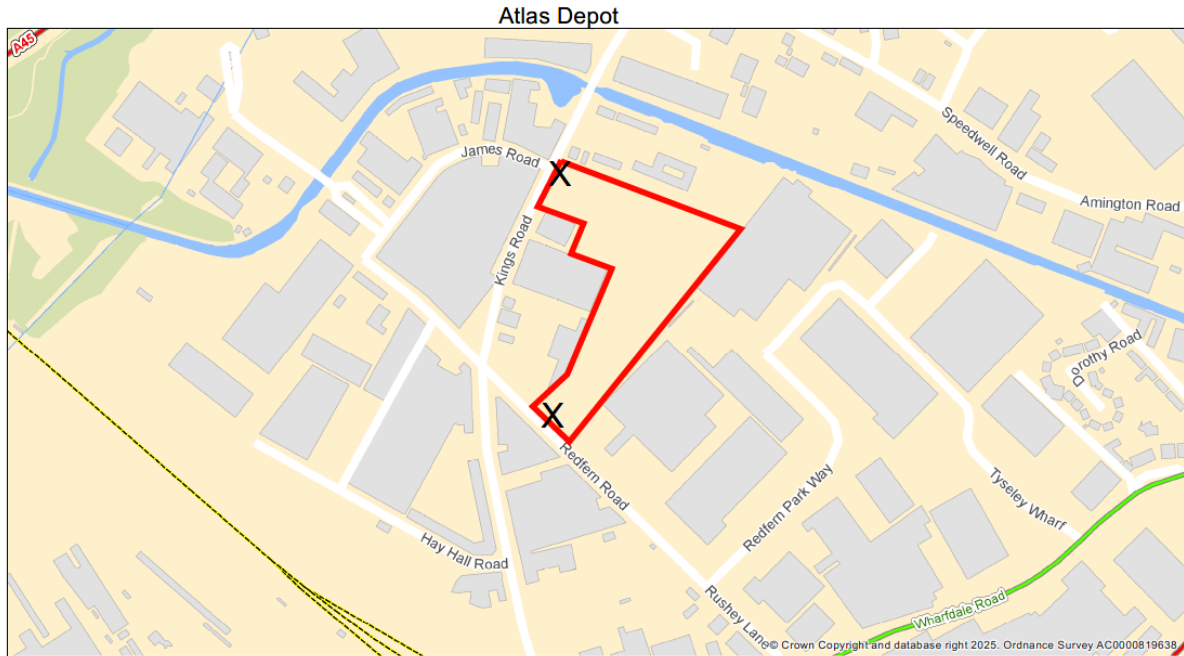 Atlas Depot
A45
Speedwell Road
James Road
Amington Road
X
Kings Road
Dorothy Road
X
Redfern Road
Redfern Park Way
Tyseley Wharf
Hay Hall Road
Rushey Lane
Wharfdale Road
© Crown Copyright and database right 2025. Ordnance Survey AC0000819638